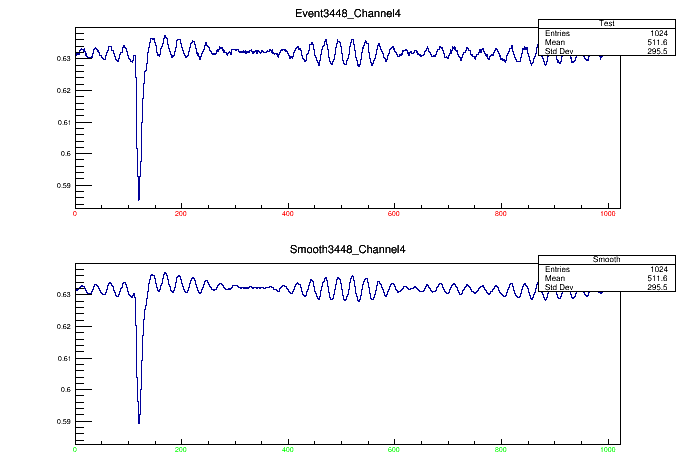 Event3448_Channel4
Test
Entries 1024
Mean 511.6
Std Dev 295.5
0.63
0.62
0.61
0.6
0.59
0 200 400 600 800 1000
Smooth3448_Channel4
Smooth
Entries 1024
Mean 511.6
Std Dev 295.5
0.63
0.62
0.61
0.6
0.59
0 200 400 600 800 1000